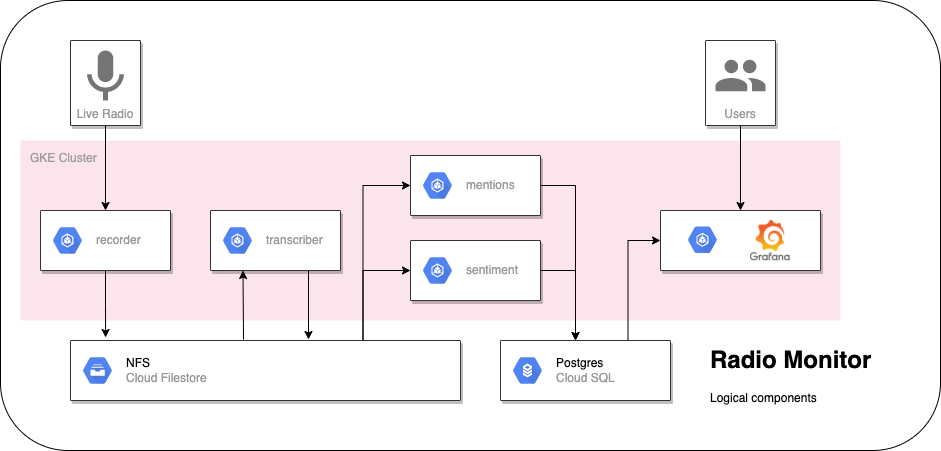 Live Radio
Users
GKE Cluster
mentions
recorder
transcriber
sentiment
Grafana
NFS
Cloud Filestore
Postgres
Cloud SQL
Radio Monitor
Logical components